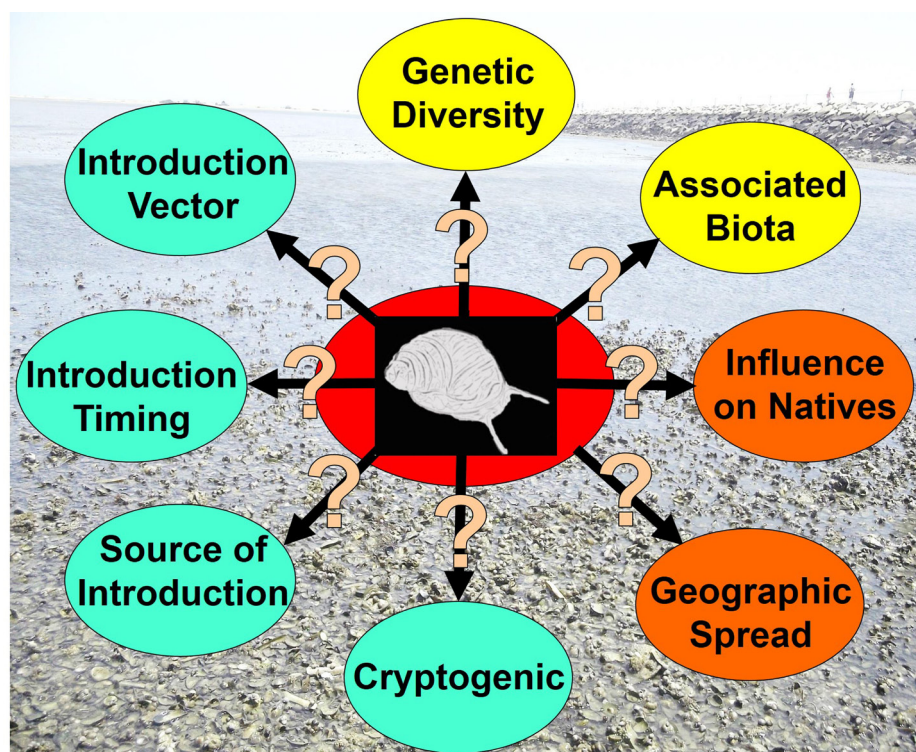 Genetic
Diversity
Introduction
Vector
Associated
Biota
?
?
?
Introduction
Timing
?
?
Influence
on Natives
Source of
Introduction
?
?
?
Geographic
Spread
Cryptogenic